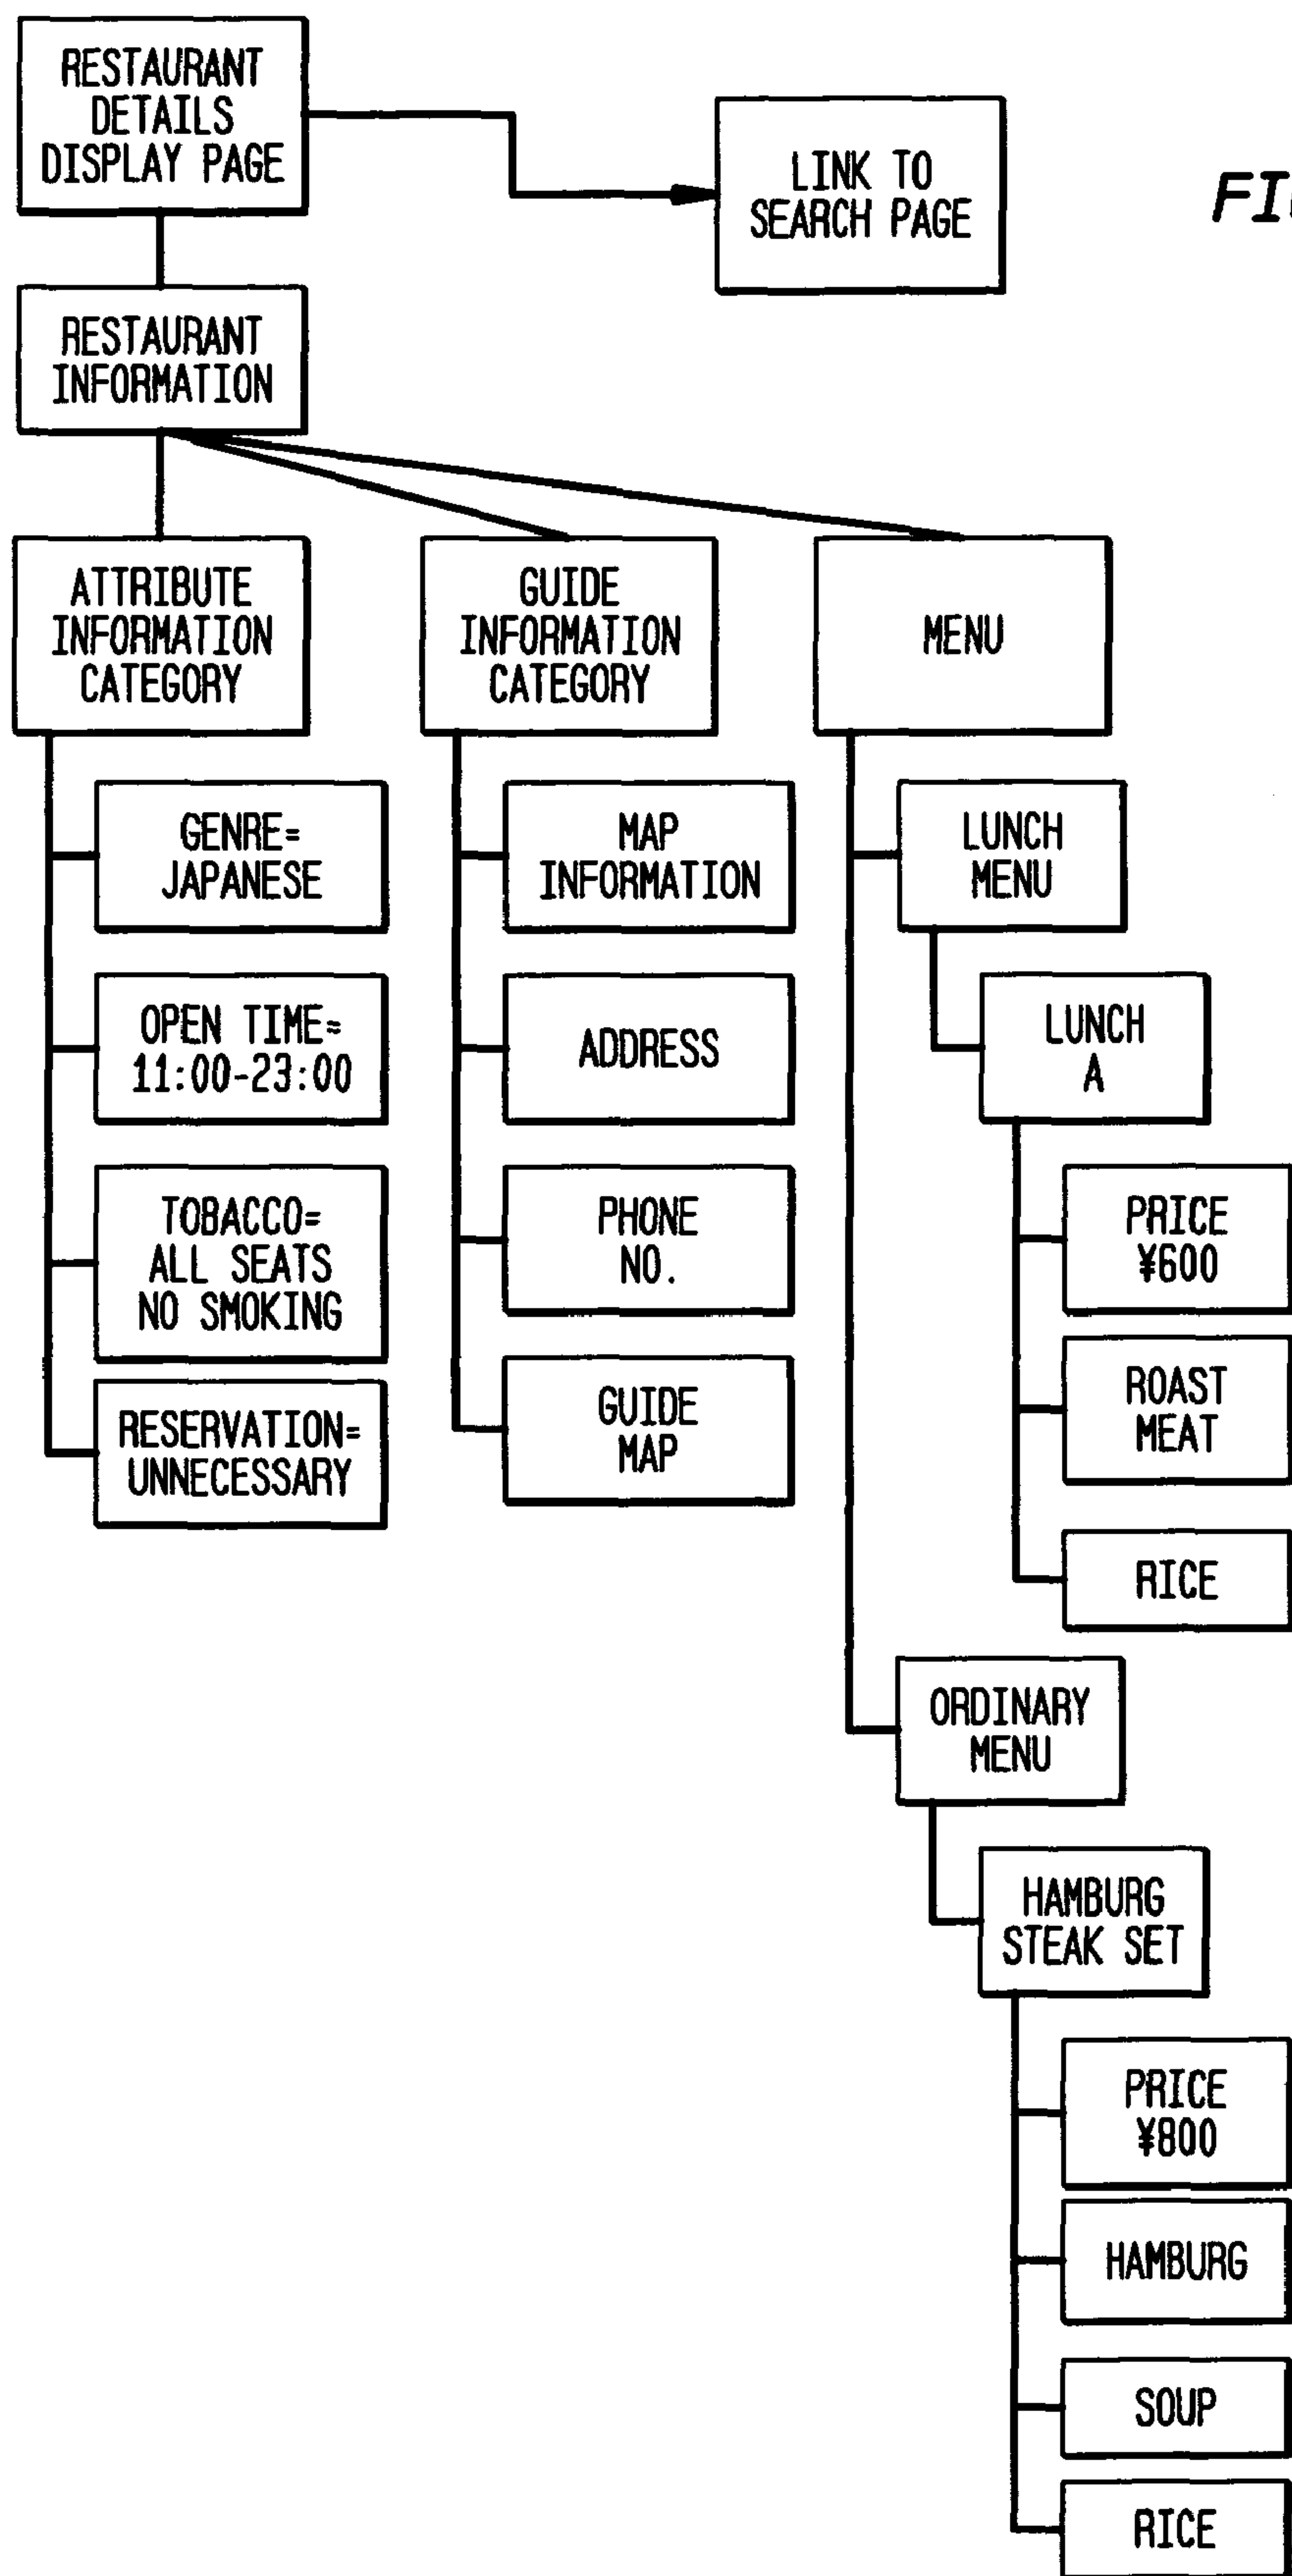 RESTAURANT
DETAILS
DISPLAY PAGE
LINK TO
SEARCH PAGE
RESTAURANT
INFORMATION
ATTRIBUTE
INFORMATION
CATEGORY
GENRE=
JAPANESE
OPEN TIME=
11:00-23:00
TOBACCO=
ALL SEATS
NO SMOKING
RESERVATION=
UNNECESSARY
GUIDE
INFORMATION
CATEGORY
MAP
INFORMATION
ADDRESS
PHONE
NO.
GUIDE
MAP
MENU
LUNCH
MENU
LUNCH
A
PRICE
¥600
ROAST
MEAT
RICE
ORDINARY
MENU
HAMBURG
STEAK SET
PRICE
¥800
HAMBURG
SOUP
RICE